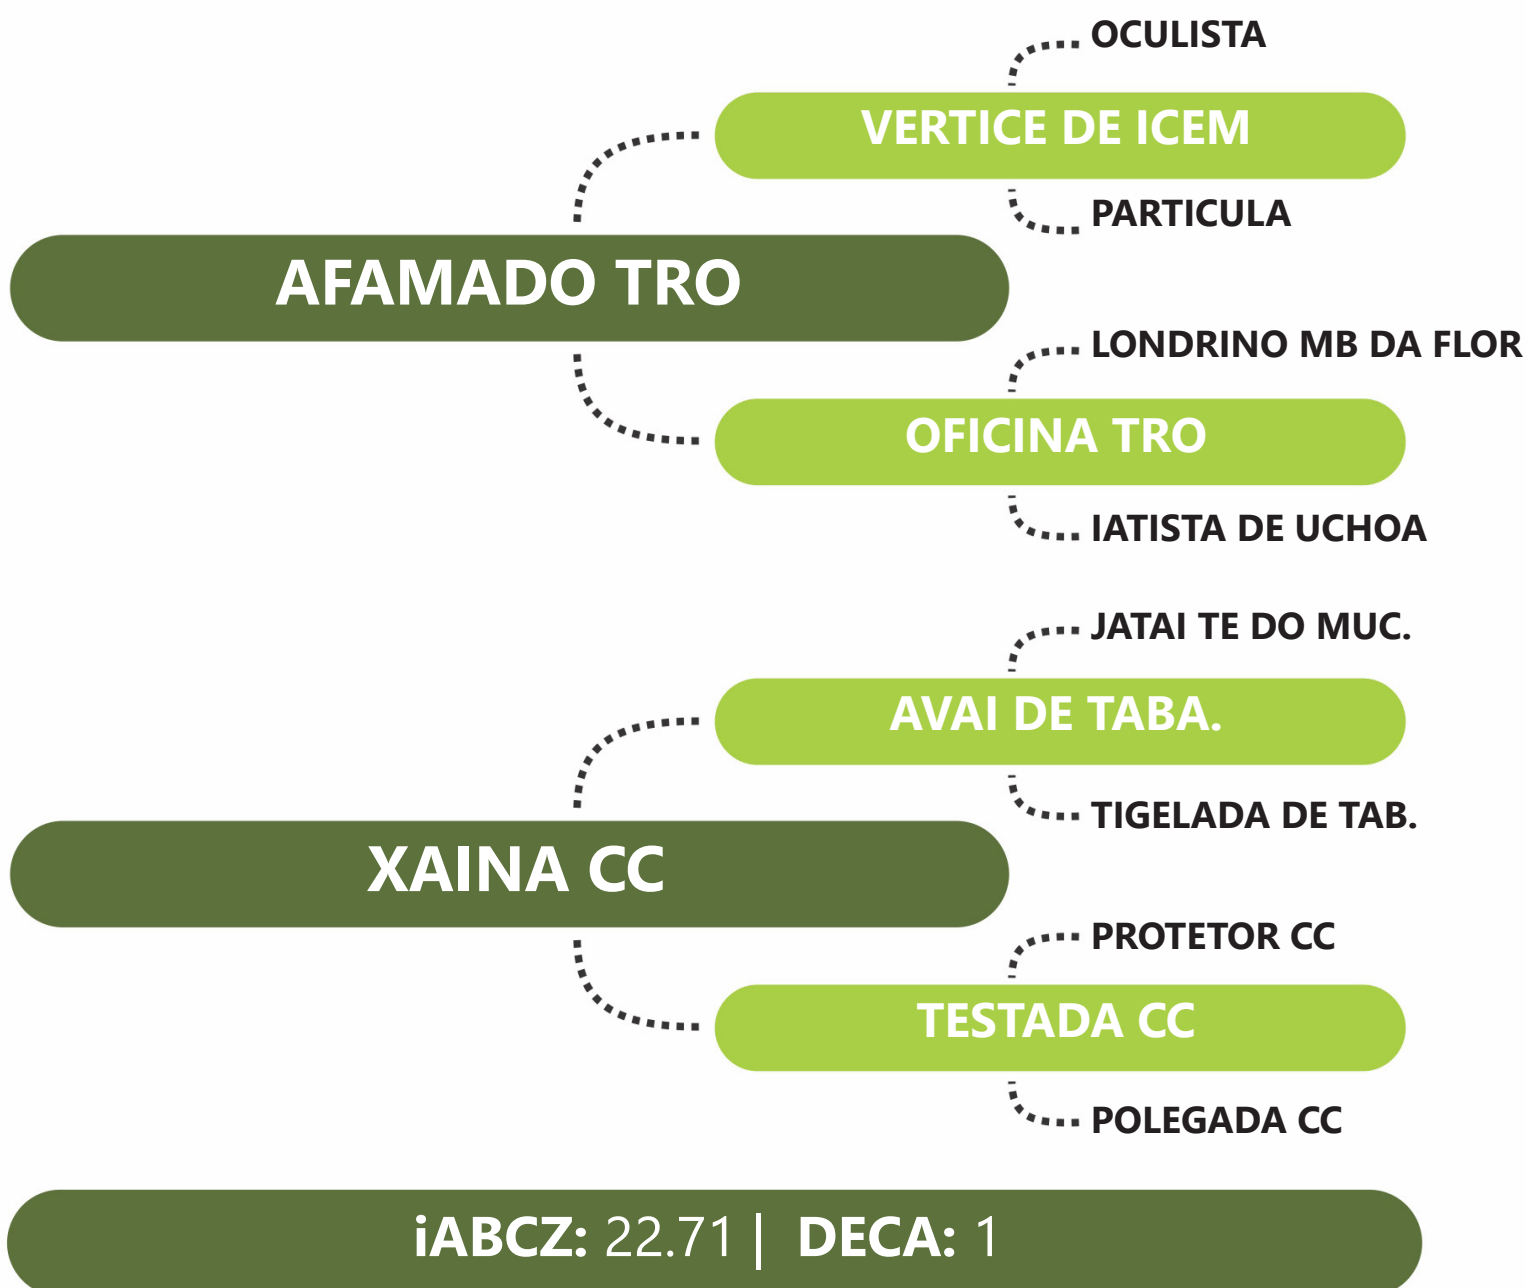 OCULISTA
VERTICE DE ICEM
PARTICULA
AFAMADO TRO
LONDRINO MB DA FLOR
OFICINA TRO
IATISTA DE UCHOA
JATAI TE DO MUC.
AVAI DE TABA.
TIGELADA DE TAB.
XAINA CC
PROTETOR CC
TESTADA CC
POLEGADA CC
iABCZ: 22.71 | DECA: 1